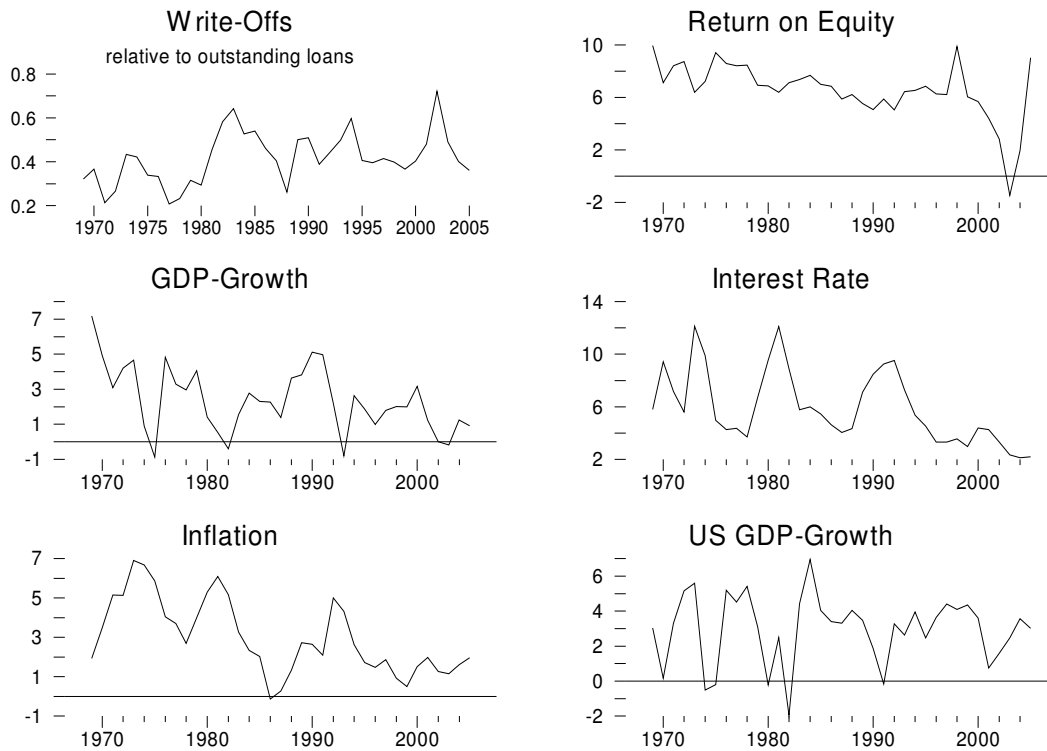 Write-Offs
relative to outstanding loans
0.8
0.6
0.4
0.2
1970 1975 1980 1985 1990 1995 2000 2005
Return on Equity
10
6
2
-2
1970 1980 1990 2000
GDP-Growth
7
5
3
1
-1
1970 1980 1990 2000
Interest Rate
14
10
6
2
1970 1980 1990 2000
Inflation
7
5
3
1
-1
1970 1980 1990 2000
US GDP-Growth
6
4
2
0
-2
1970 1980 1990 2000